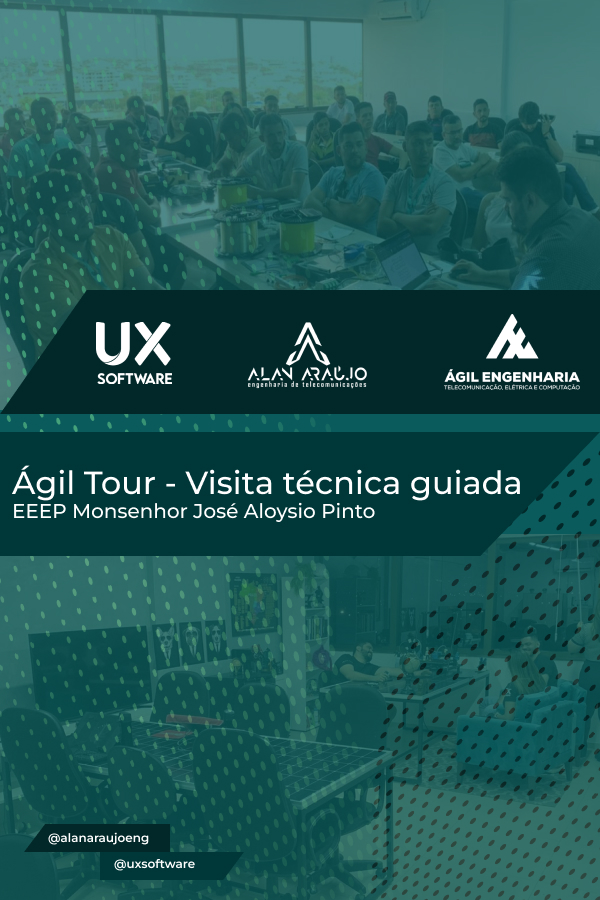 UX
SOFTWARE
ALAN ARAÚJO
engenharia de telecomunicações
ÁGIL ENGENHARIA
TELECOMUNICAÇÃO, ELÉTRICA E COMPUTAÇÃO
Ágil Tour - Visita técnica guiada
EEEP Monsenhor José Aloysio Pinto
@alanaraujoeng
@uxsoftware